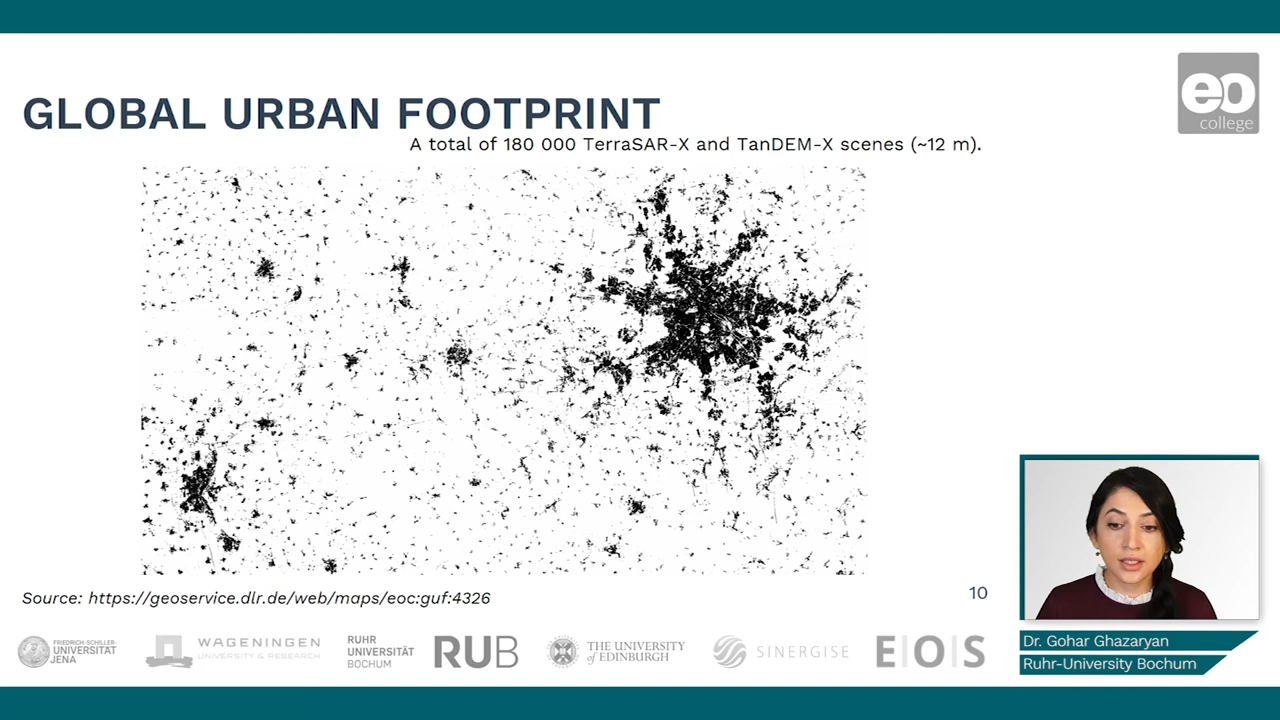 eo
college
GLOBAL URBAN FOOTPRINT
A total of 180 000 TerraSAR-X and TanDEM-X scenes (~12 m).
Source: https://geoservice.dlr.de/web/maps/eoc:guf:4326
10
FRIEDRICH-SCHILLER-
UNIVERSITÄT
JENA
WAGENINGEN
UNIVERSITY & RESEARCH
RUHR
UNIVERSITÄT
BOCHUM
RUB
THE UNIVERSITY
of EDINBURGH
SINERGISE
E|O|S
Dr. Gohar Ghazaryan
Ruhr-University Bochum